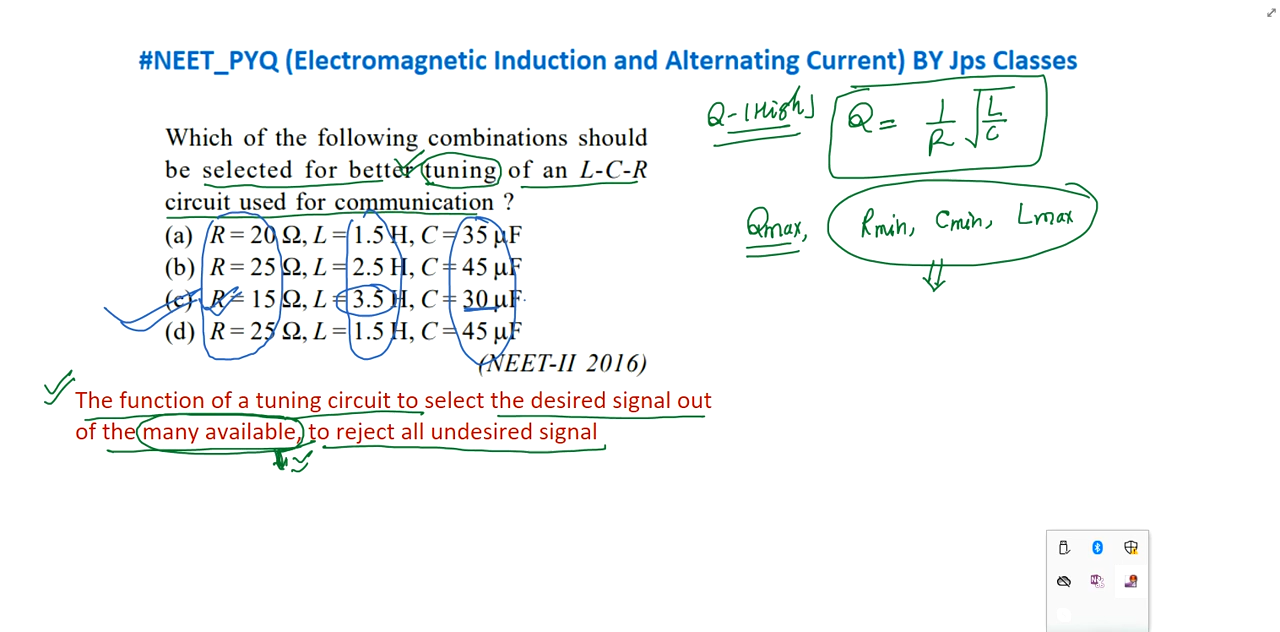 #NEET_PYQ (Electromagnetic Induction and Alternating Current) BY Jps Classes
Which of the following combinations should
be selected for better tuning of an L-C-R
circuit used for communication ?
(a) R = 20 Ω, L = 1.5 H, C = 35 μF
(b) R = 25 Ω, L = 2.5 H, C = 45 μF
(c) R = 15 Ω, L = 3.5 H, C = 30 μF
(d) R = 25 Ω, L = 1.5 H, C = 45 μF
(NEET-II 2016)
The function of a tuning circuit to select the desired signal out
of the many available, to reject all undesired signal
Q-(High)
Q = 1/R √L/C
Qmax, Rmin, Cmin, Lmax